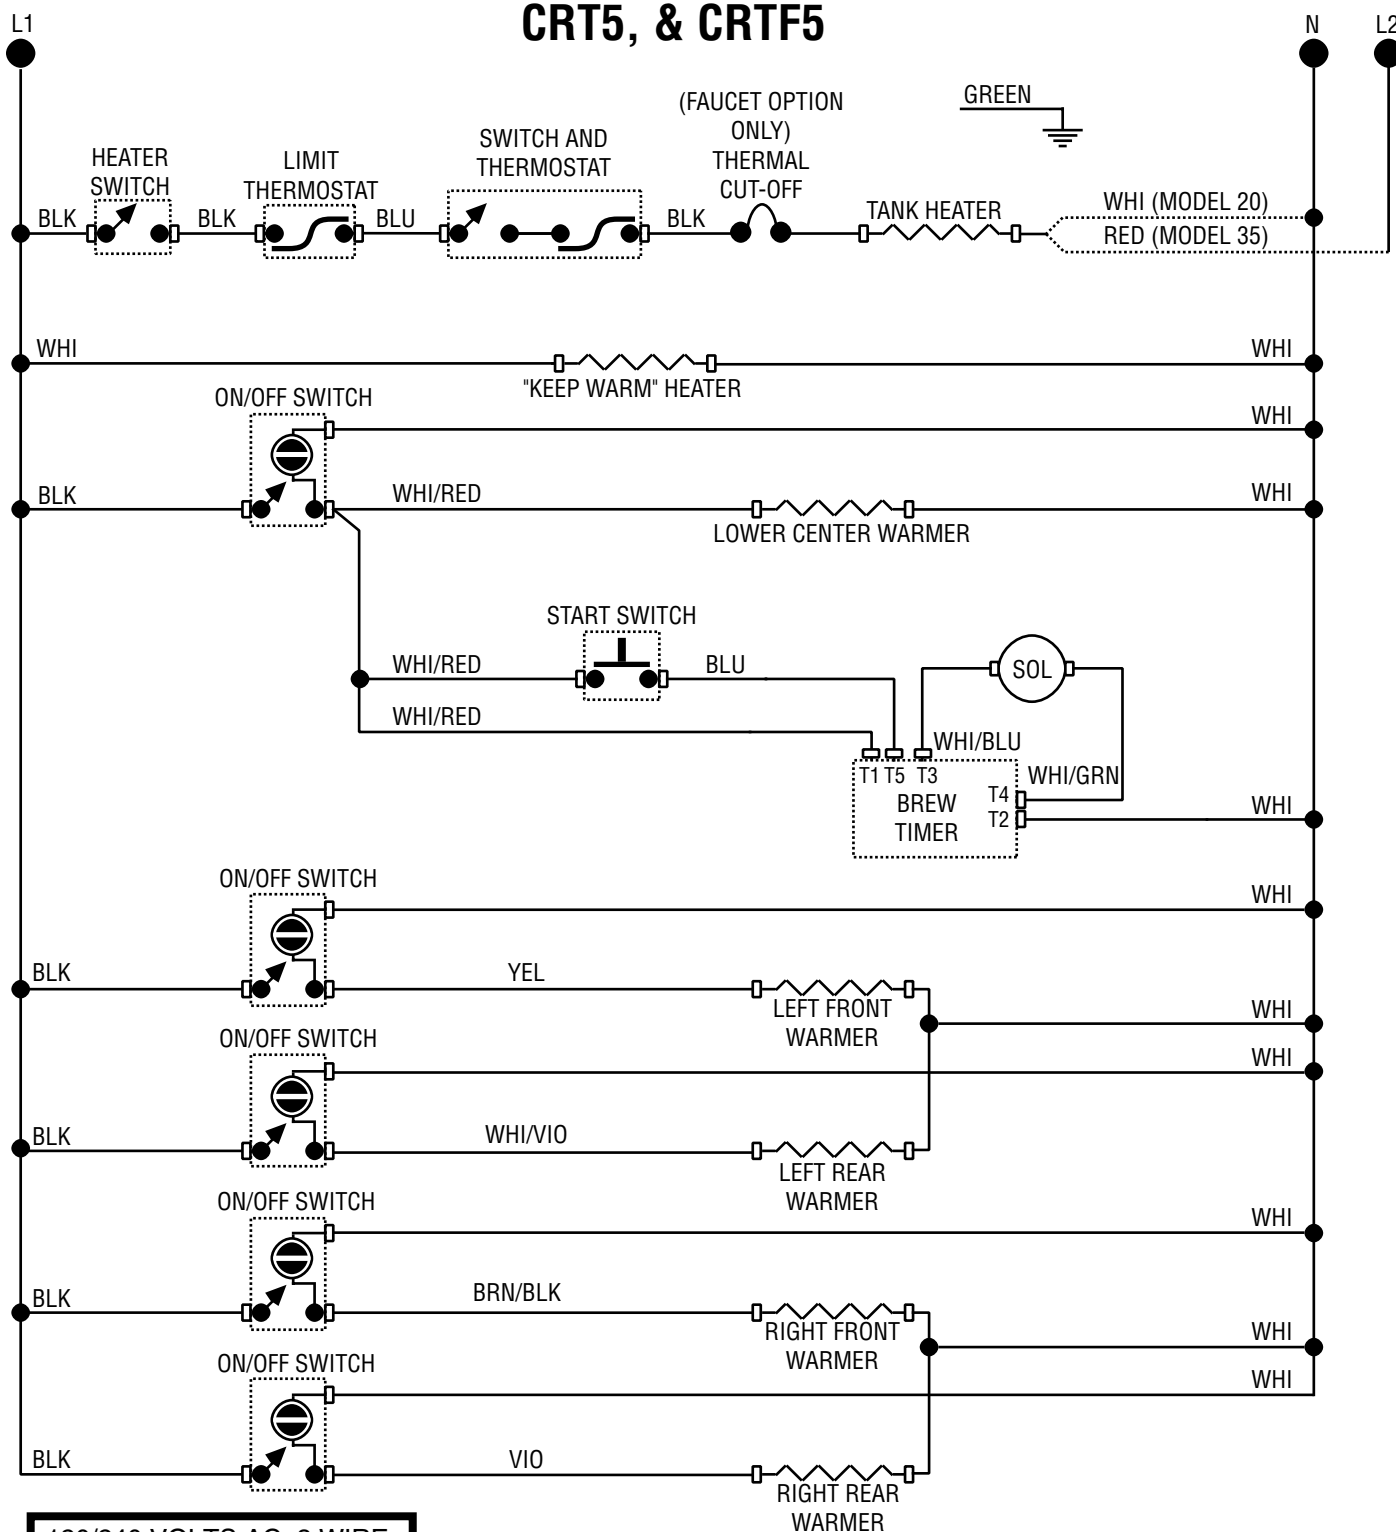 CRT5, & CRTF5
L1
N
L2
GREEN
(FAUCET OPTION
ONLY)
THERMAL
CUT-OFF
SWITCH AND
THERMOSTAT
HEATER
SWITCH
LIMIT
THERMOSTAT
BLK
BLK
BLU
BLK
TANK HEATER
WHI (MODEL 20)
RED (MODEL 35)
WHI
"KEEP WARM" HEATER
WHI
ON/OFF SWITCH
WHI
BLK
WHI/RED
LOWER CENTER WARMER
WHI
START SWITCH
WHI/RED
BLU
SOL
WHI/RED
WHI/BLU
T1 T5 T3
WHI/GRN
T4
BREW
TIMER
T2
WHI
ON/OFF SWITCH
WHI
BLK
YEL
LEFT FRONT
WARMER
WHI
ON/OFF SWITCH
WHI
BLK
WHI/VIO
LEFT REAR
WARMER
ON/OFF SWITCH
WHI
BLK
BRN/BLK
RIGHT FRONT
WARMER
WHI
ON/OFF SWITCH
WHI
BLK
VIO
RIGHT REAR
WARMER